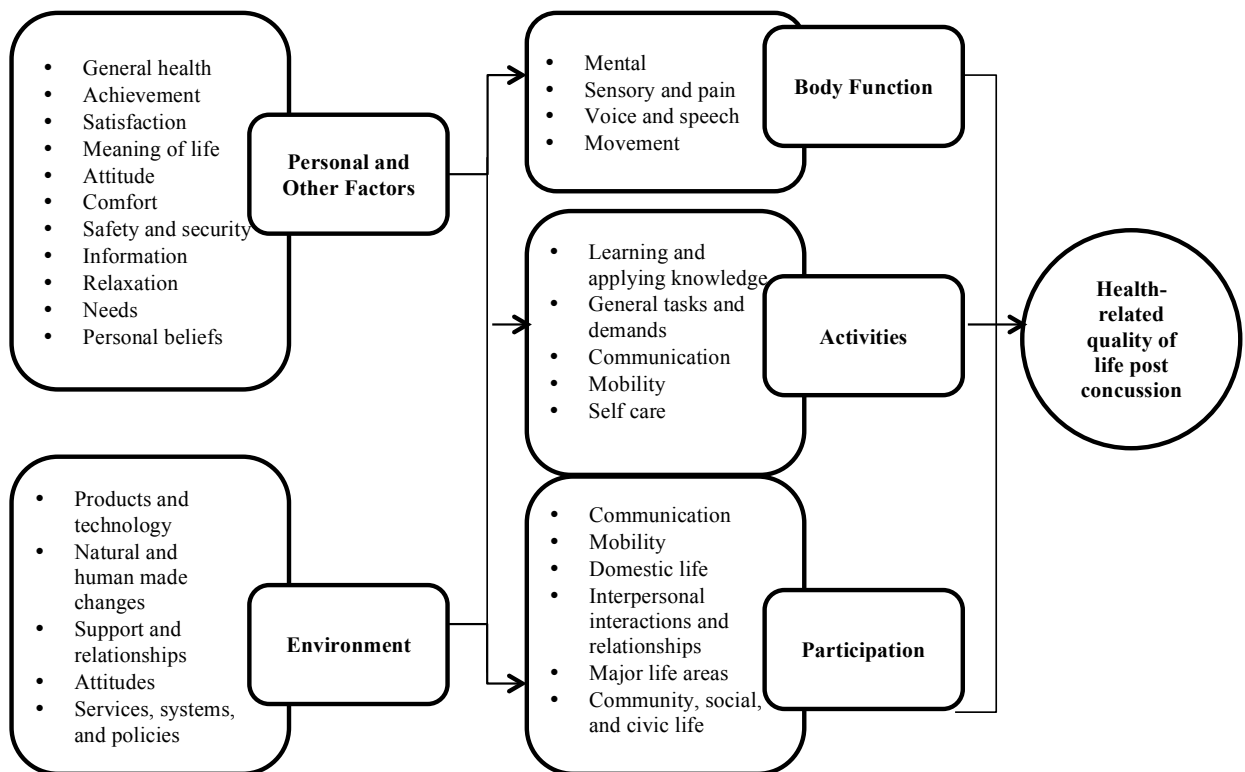 • General health
• Achievement
• Satisfaction
• Meaning of life
• Attitude
• Comfort
• Safety and security
• Information
• Relaxation
• Needs
• Personal beliefs
Personal and
Other Factors
• Products and
technology
• Natural and
human made
changes
• Support and
relationships
• Attitudes
• Services, systems,
and policies
Environment
• Mental
• Sensory and pain
• Voice and speech
• Movement
Body Function
• Learning and
applying knowledge
• General tasks and
demands
• Communication
• Mobility
• Self care
Activities
• Communication
• Mobility
• Domestic life
• Interpersonal
interactions and
relationships
• Major life areas
• Community, social,
and civic life
Participation
Health-
related
quality of
life post
concussion